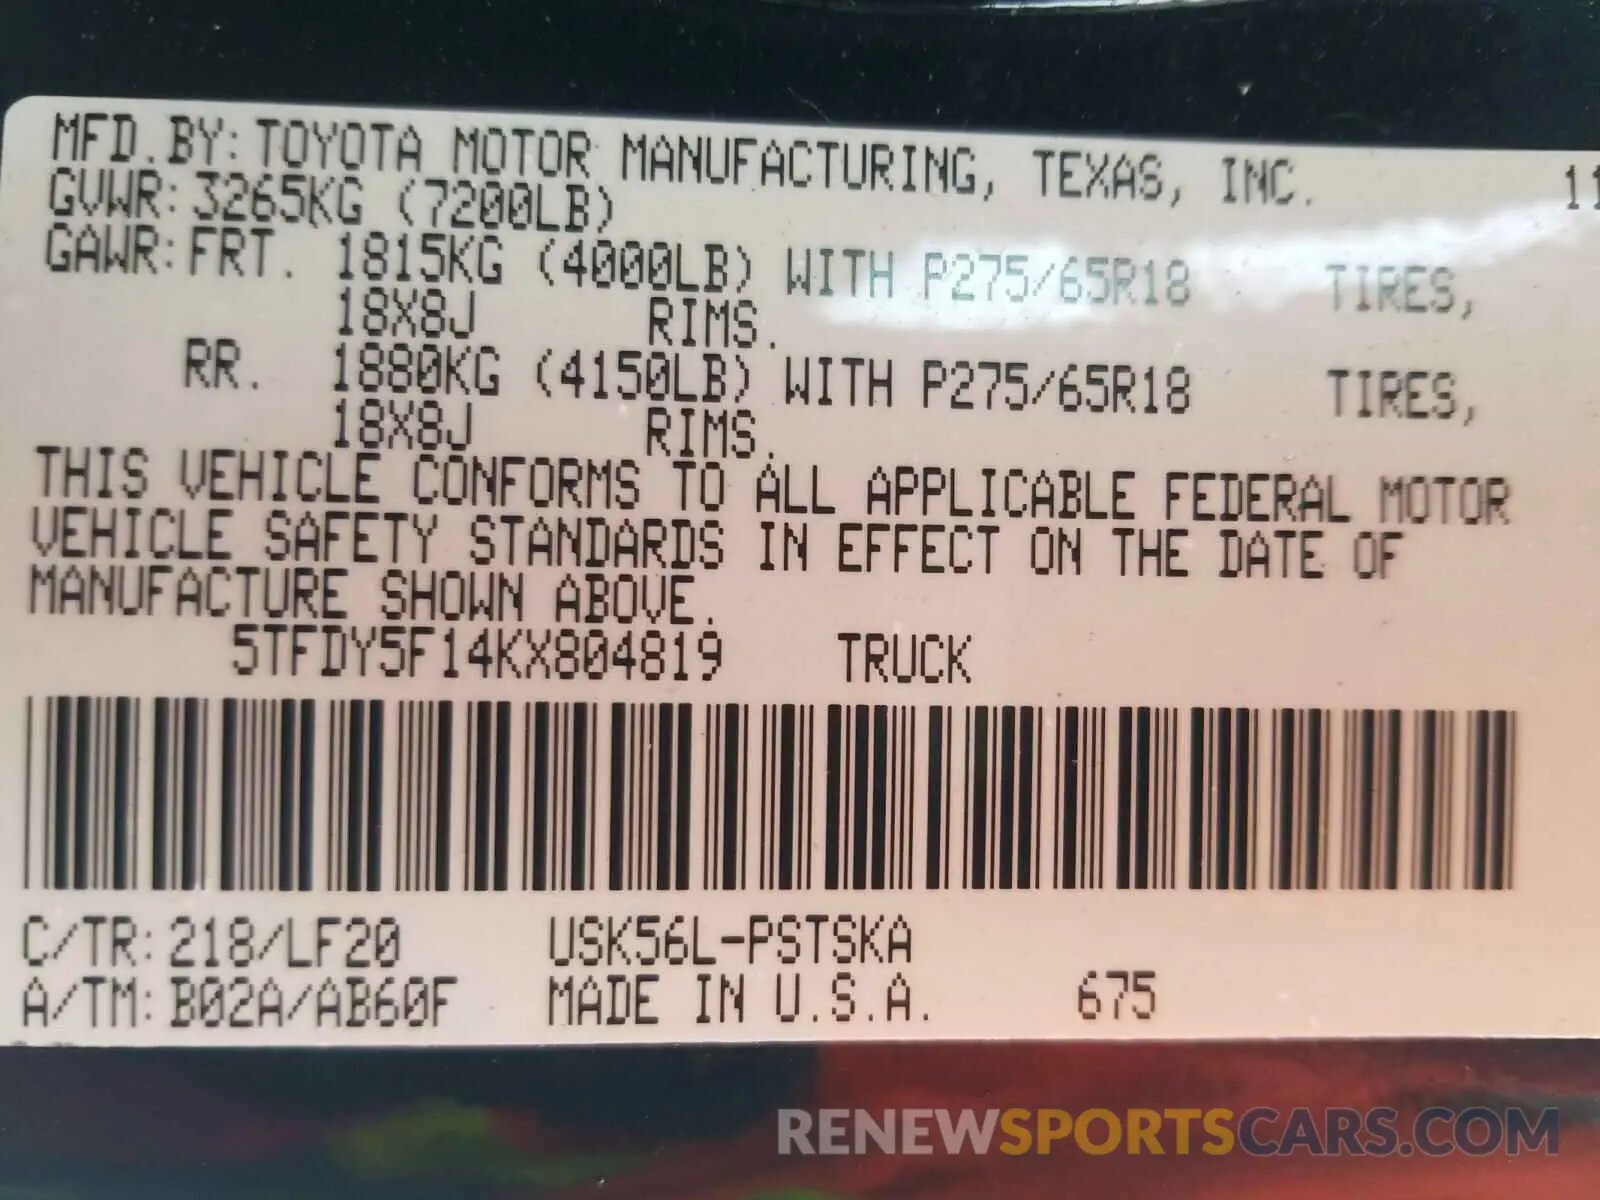 MFD.BY:TOYOTA MOTOR MANUFACTURING, TEXAS, INC. 11
GVWR:3265KG (7200LB)
GAWR:FRT. 1815KG (4000LB) WITH P275/65R18 TIRES,
18X8J RIMS.
RR. 1880KG (4150LB) WITH P275/65R18 TIRES,
18X8J RIMS.
THIS VEHICLE CONFORMS TO ALL APPLICABLE FEDERAL MOTOR
VEHICLE SAFETY STANDARDS IN EFFECT ON THE DATE OF
MANUFACTURE SHOWN ABOVE.
5TFDY5F14KX804819 TRUCK
C/TR:218/LF20 USK56L-PSTSKA
A/TM:B02A/AB60F MADE IN U.S.A. 675
RENEWSPORTSCARS.COM